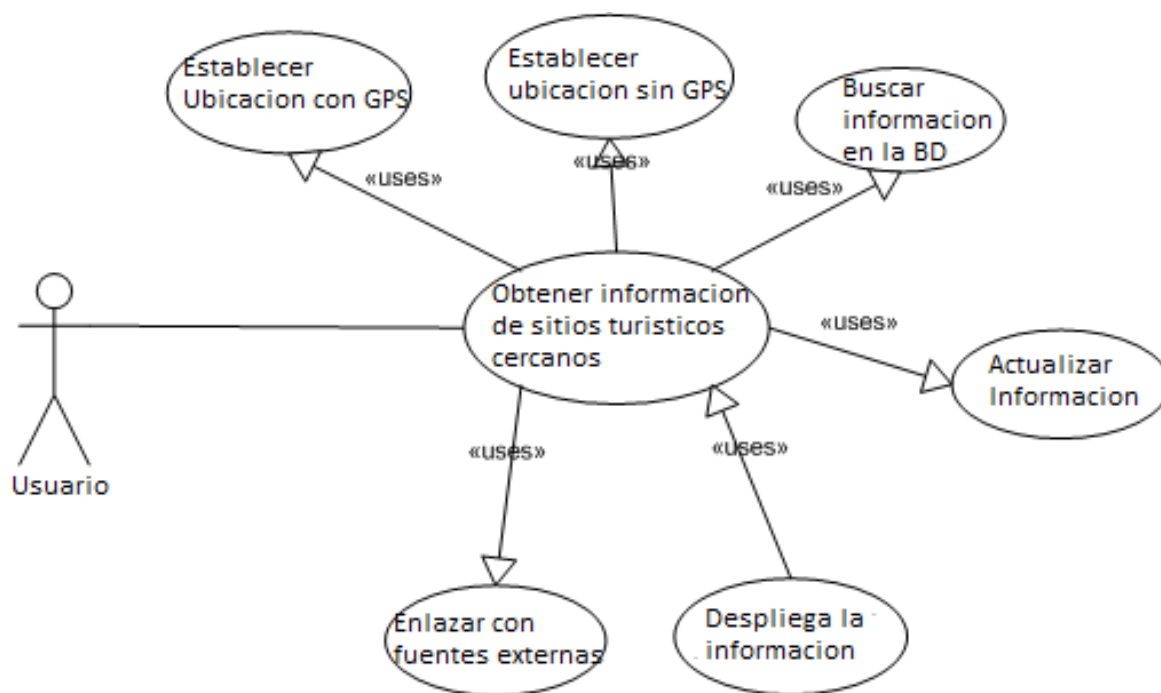 Establecer
Ubicacion con GPS
Establecer
ubicacion sin GPS
Buscar
informacion
en la BD
«uses»
«uses»
«uses»
Obtener informacion
de sitios turisticos
cercanos
«uses»
Actualizar
Informacion
«uses»
«uses»
Usuario
Enlazar con
fuentes externas
Despliega la
informacion